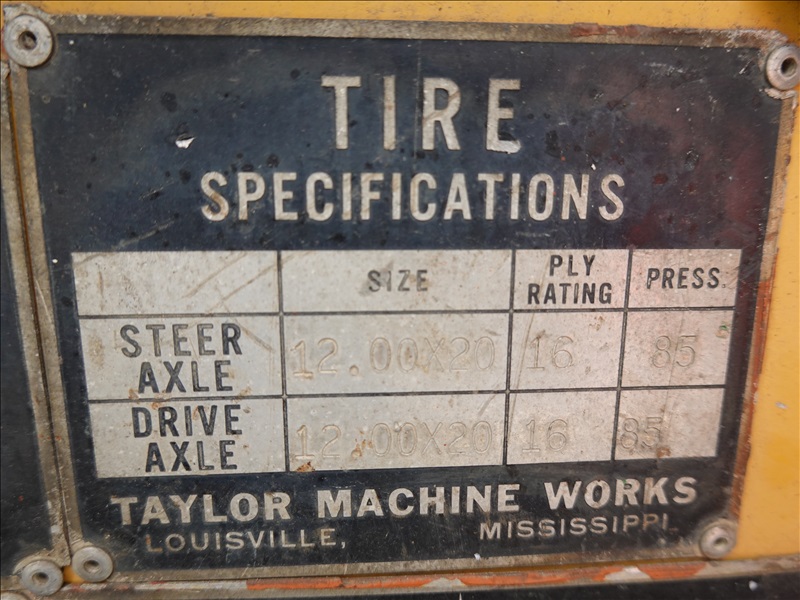 TIRE
SPECIFICATIONS
SIZE PLY RATING PRESS.
STEER AXLE 12.00X20 16 85
DRIVE AXLE 12.00X20 16 85
TAYLOR MACHINE WORKS
LOUISVILLE, MISSISSIPPI